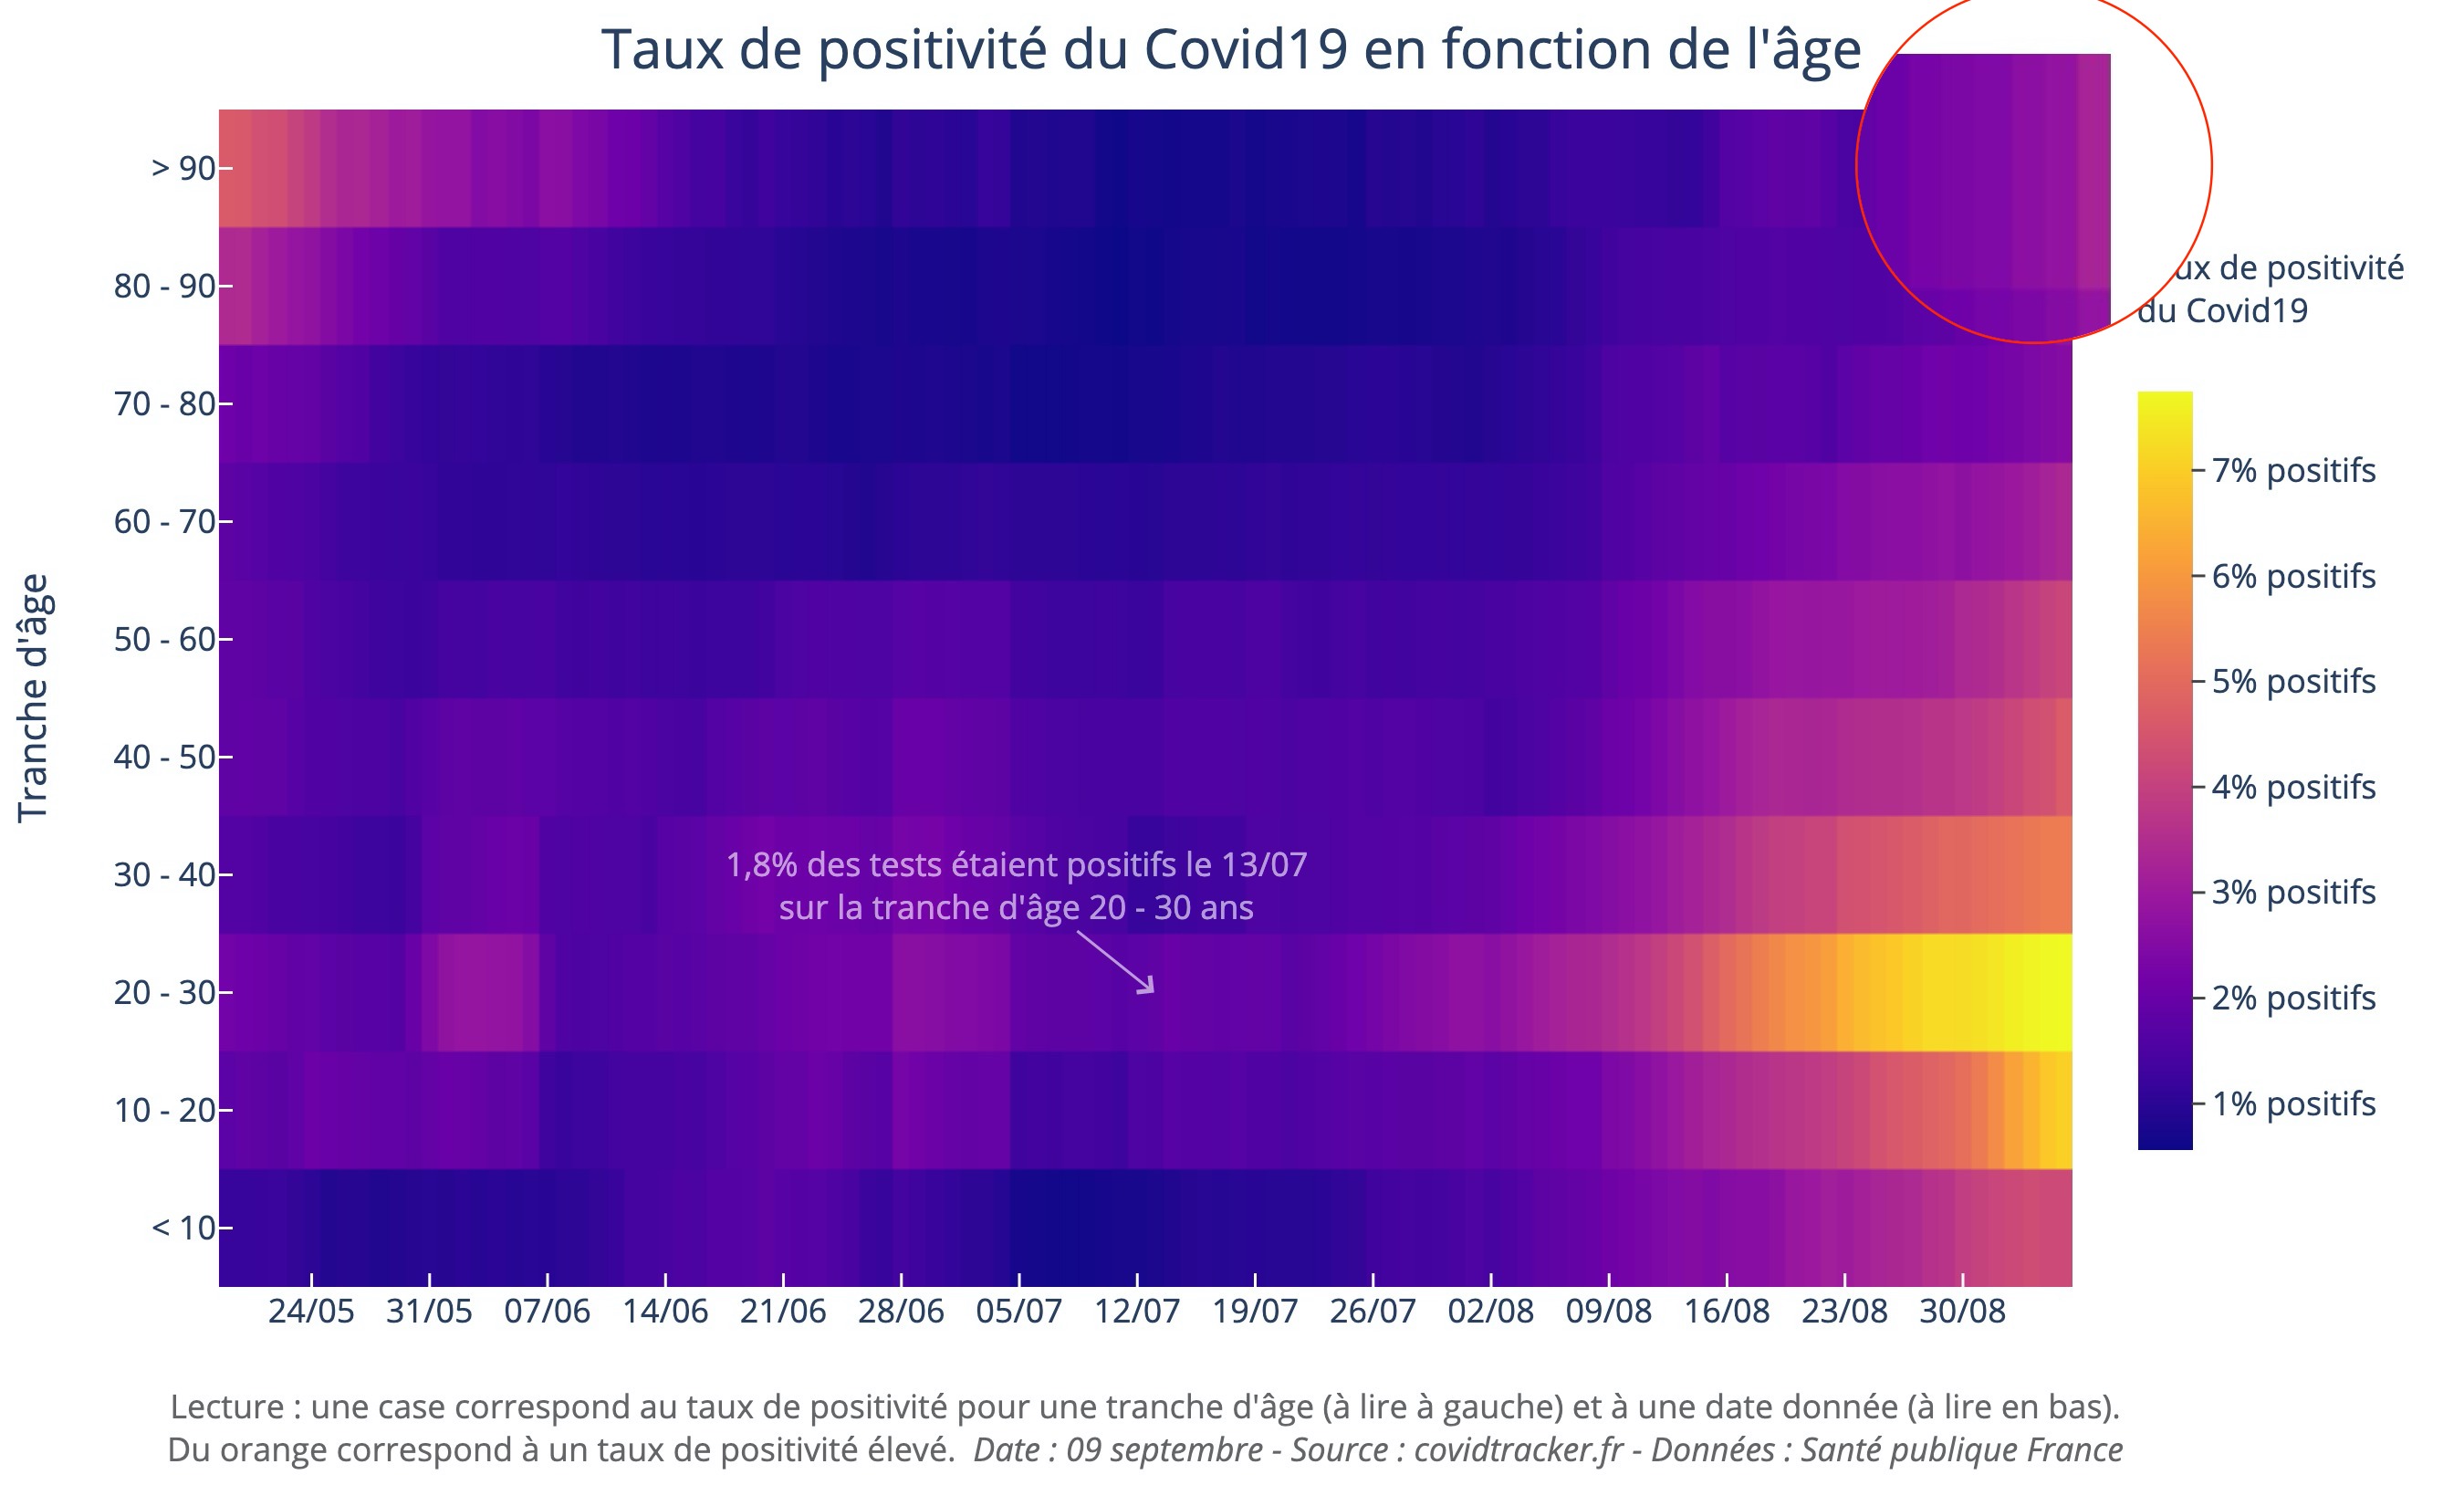 Taux de positivité du Covid19 en fonction de l'âge
ux de positivité
du Covid19
7% positifs
6% positifs
5% positifs
4% positifs
3% positifs
2% positifs
1% positifs
Tranche d'âge
> 90
80 - 90
70 - 80
60 - 70
50 - 60
40 - 50
30 - 40
20 - 30
10 - 20
< 10
1,8% des tests étaient positifs le 13/07
sur la tranche d'âge 20 - 30 ans
24/05 31/05 07/06 14/06 21/06 28/06 05/07 12/07 19/07 26/07 02/08 09/08 16/08 23/08 30/08
Lecture : une case correspond au taux de positivité pour une tranche d'âge (à lire à gauche) et à une date donnée (à lire en bas).
Du orange correspond à un taux de positivité élevé. Date : 09 septembre - Source : covidtracker.fr - Données : Santé publique France